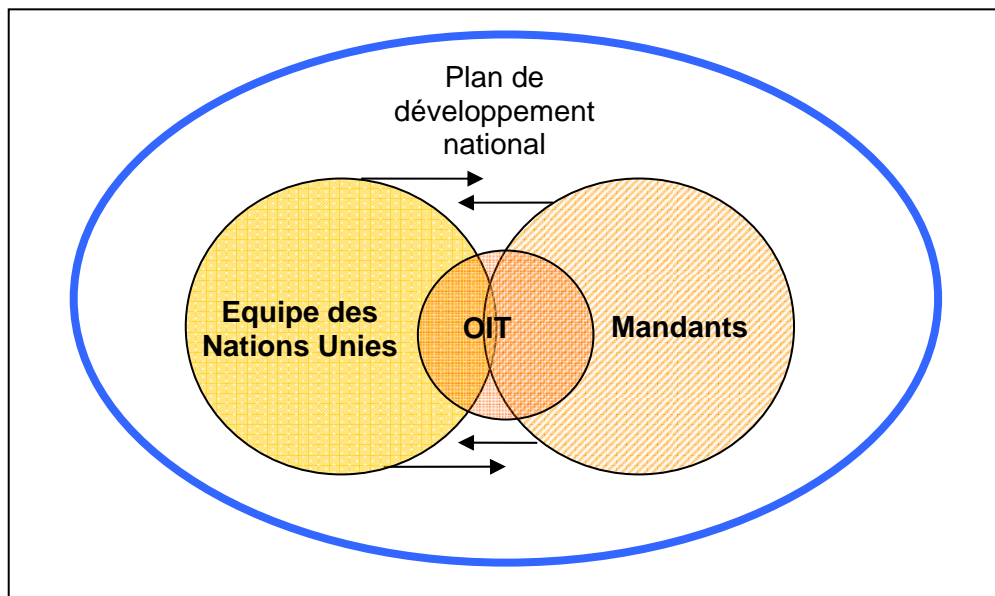 Plan de
développement
national
Equipe des
Nations Unies
OIT
Mandants